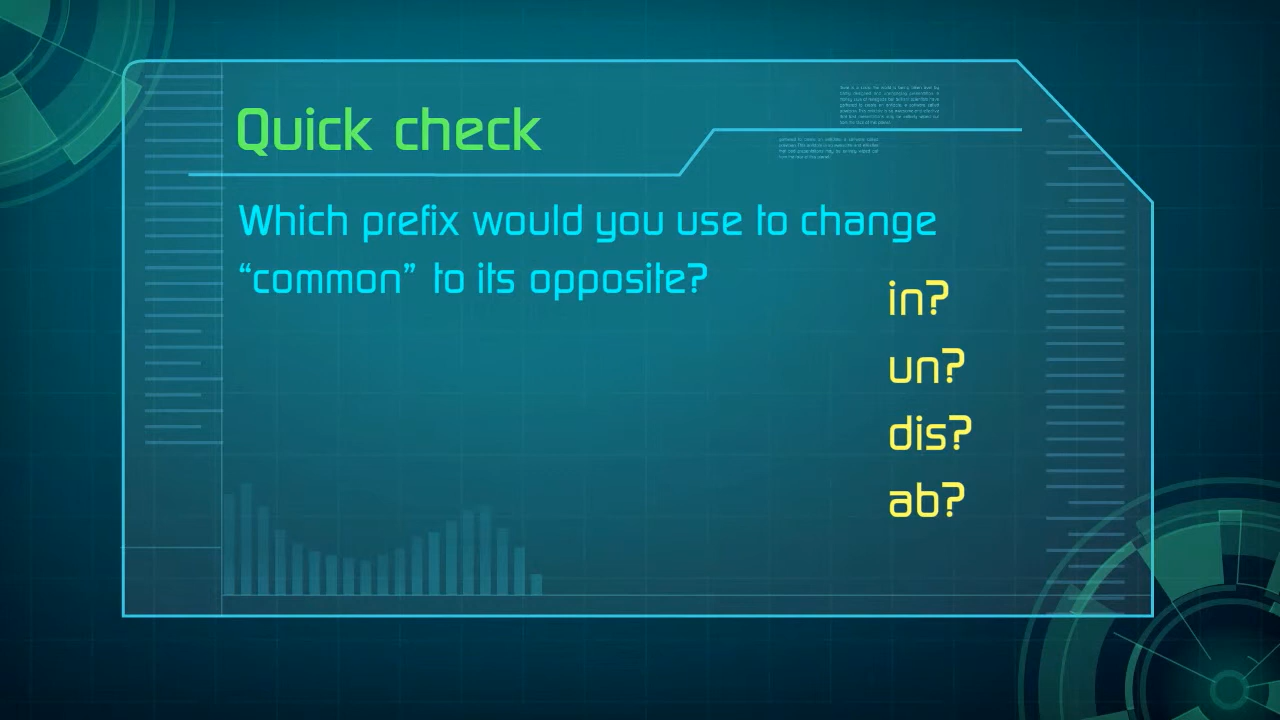 Quick check
Which prefix would you use to change
“common” to its opposite?
in?
un?
dis?
ab?